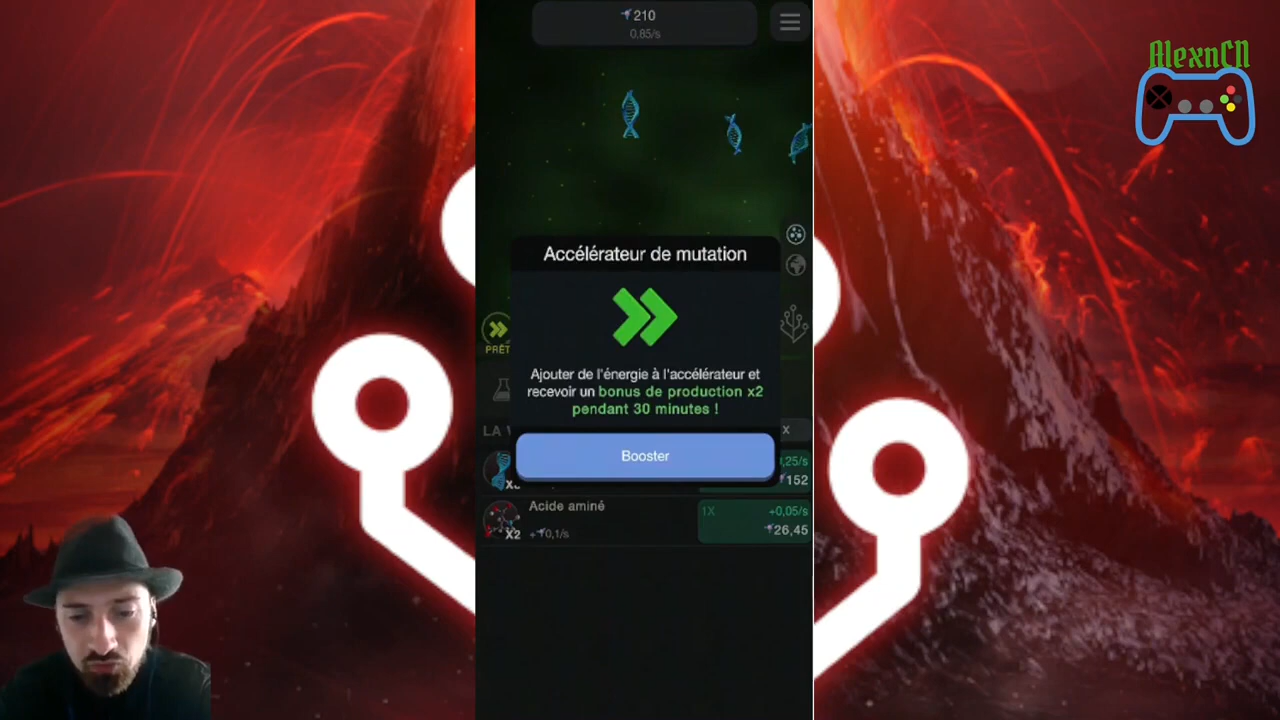 210
0,85/s
AlexnCN
Accélérateur de mutation
PRÊT
Ajouter de l'énergie à l'accélérateur et
recevoir un bonus de production x2
pendant 30 minutes !
LA
X
Booster
,25/s
152
Acide aminé
1X
+0,05/s
X2
+0,1/s
26,45